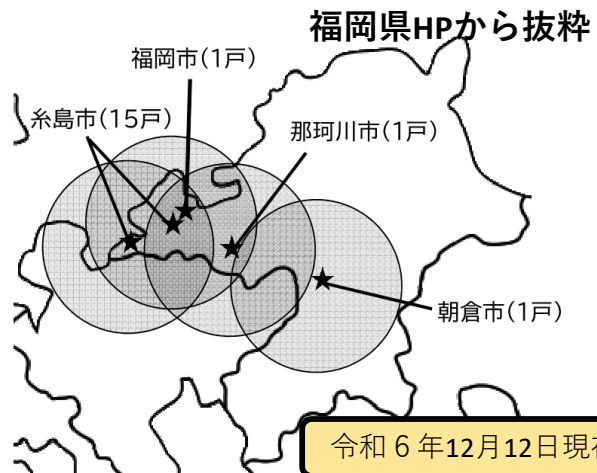 福岡県HPから抜粋
福岡市(1戸)
糸島市(15戸)
那珂川市(1戸)
朝倉市(1戸)
令和6年12月12日現在